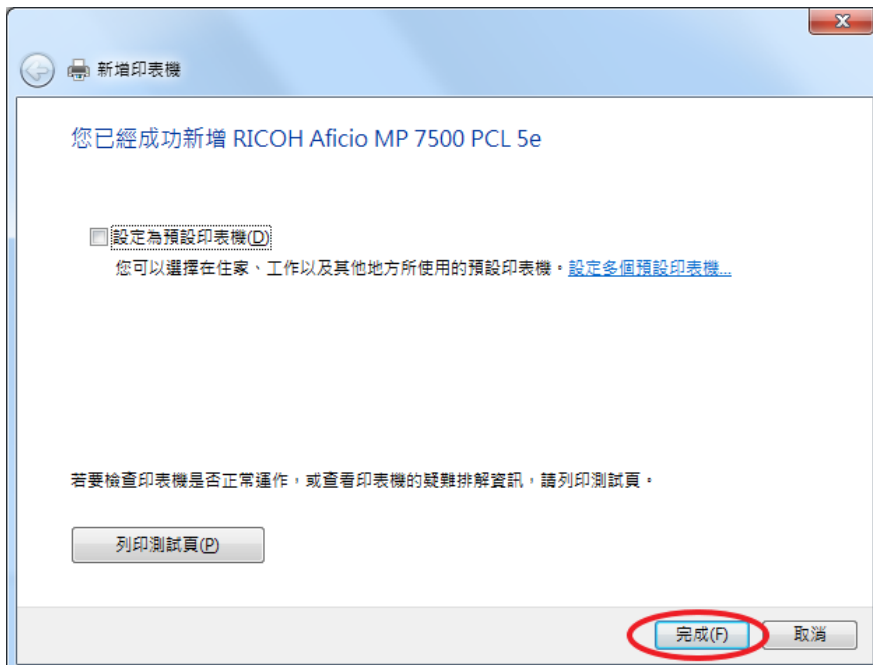 新增印表機
您已經成功新增 RICOH Aficio MP 7500 PCL 5e
設定為預設印表機(D)
您可以選擇在住家、工作以及其他地方所使用的預設印表機。設定多個預設印表機...
若要檢查印表機是否正常運作，或查看印表機的疑難排解資訊，請列印測試頁。
列印測試頁(P)
完成(F) 取消